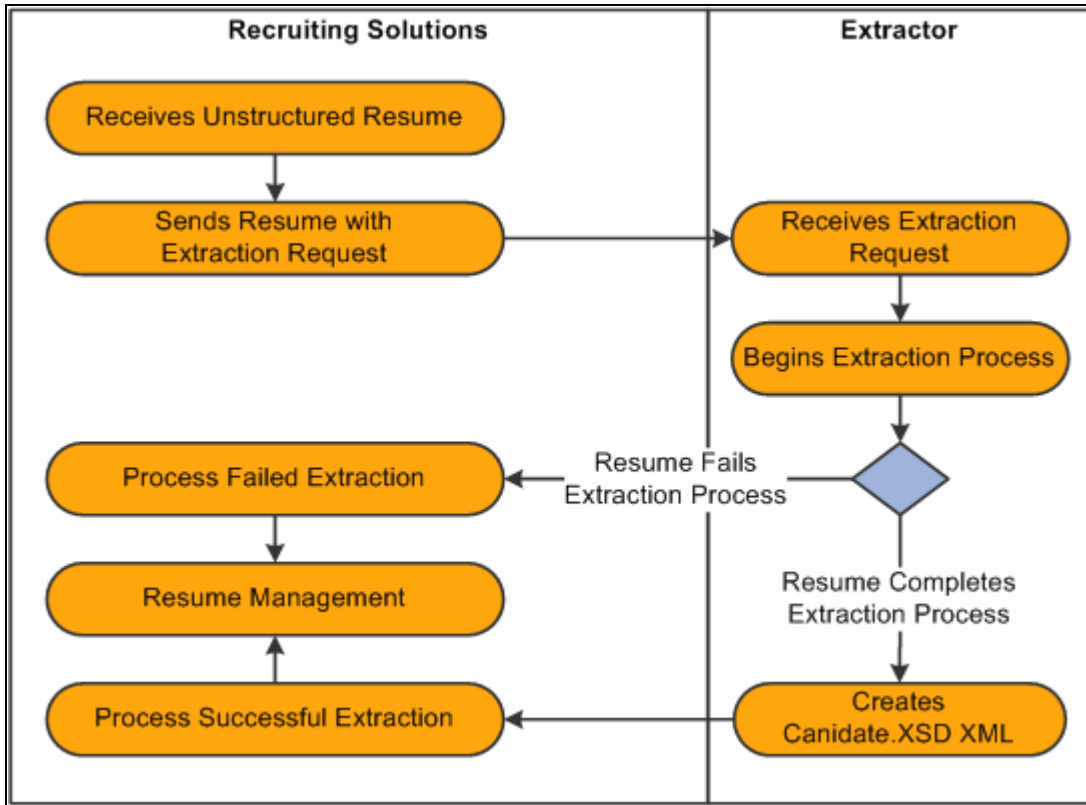 Recruiting Solutions
Extractor
Receives Unstructured Resume
Sends Resume with
Extraction Request
Receives Extraction
Request
Begins Extraction Process
Resume Fails
Extraction Process
Process Failed Extraction
Resume Management
Resume Completes
Extraction Process
Creates
Canidate.XSD XML
Process Successful Extraction